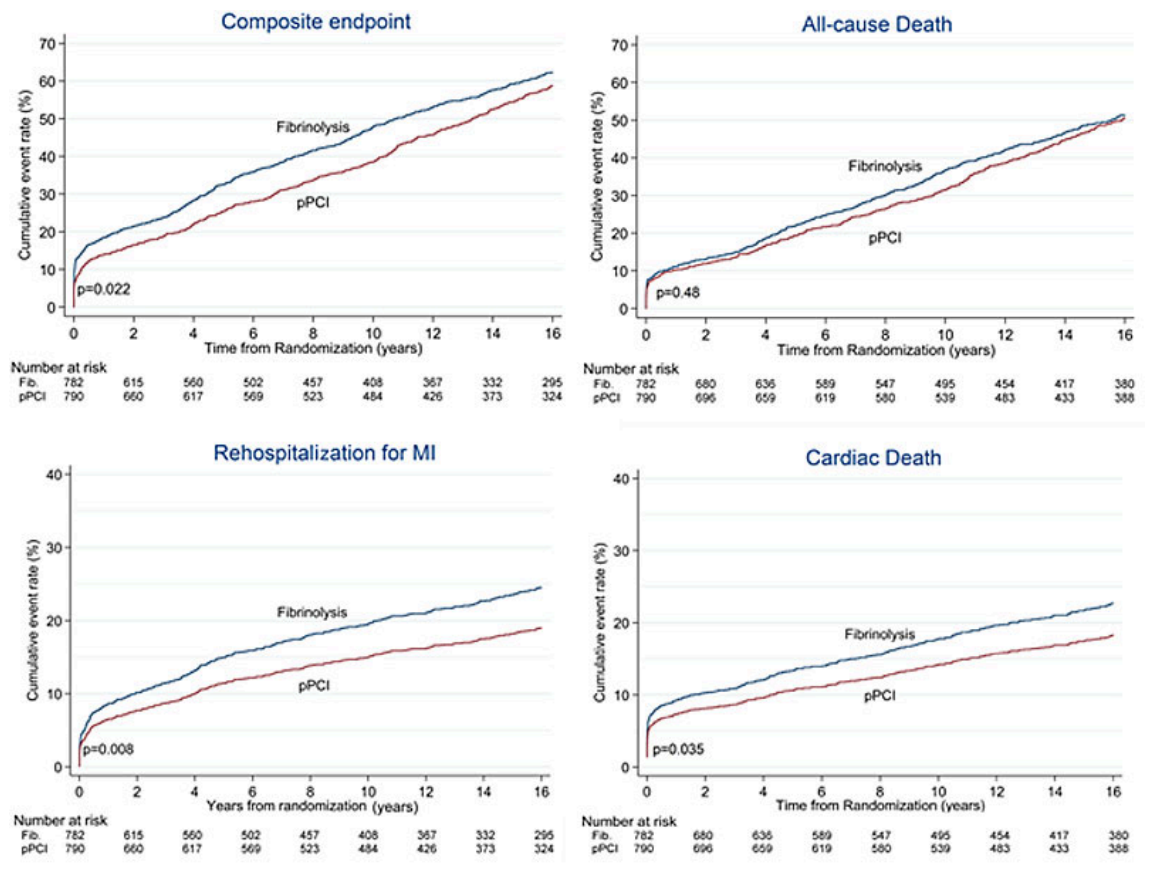 Composite endpoint
70
60
50
40
30
20
10
0
Cumulative event rate (%)
Fibrinolysis
pPCI
p=0.022
0 2 4 6 8 10 12 14 16
Time from Randomization (years)
Number at risk
Fib. 782 615 560 502 457 408 367 332 295
pPCI 790 660 617 569 523 484 426 373 324
All-cause Death
70
60
50
40
30
20
10
0
Cumulative event rate (%)
Fibrinolysis
pPCI
p=0.48
0 2 4 6 8 10 12 14 16
Time from Randomization (years)
Number at risk
Fib. 782 680 636 589 547 495 454 417 380
pPCI 790 696 659 619 580 539 483 433 388
Rehospitalization for MI
40
30
20
10
0
Cumulative event rate (%)
Fibrinolysis
pPCI
p=0.008
0 2 4 6 8 10 12 14 16
Years from randomization (years)
Number at risk
Fib. 782 615 560 502 457 408 367 332 295
pPCI 790 660 617 569 523 484 426 373 324
Cardiac Death
40
30
20
10
0
Cumulative event rate (%)
Fibrinolysis
pPCI
p=0.035
0 2 4 6 8 10 12 14 16
Time from Randomization (years)
Number at risk
Fib. 782 680 636 589 547 495 454 417 380
pPCI 790 696 659 619 580 539 483 433 388